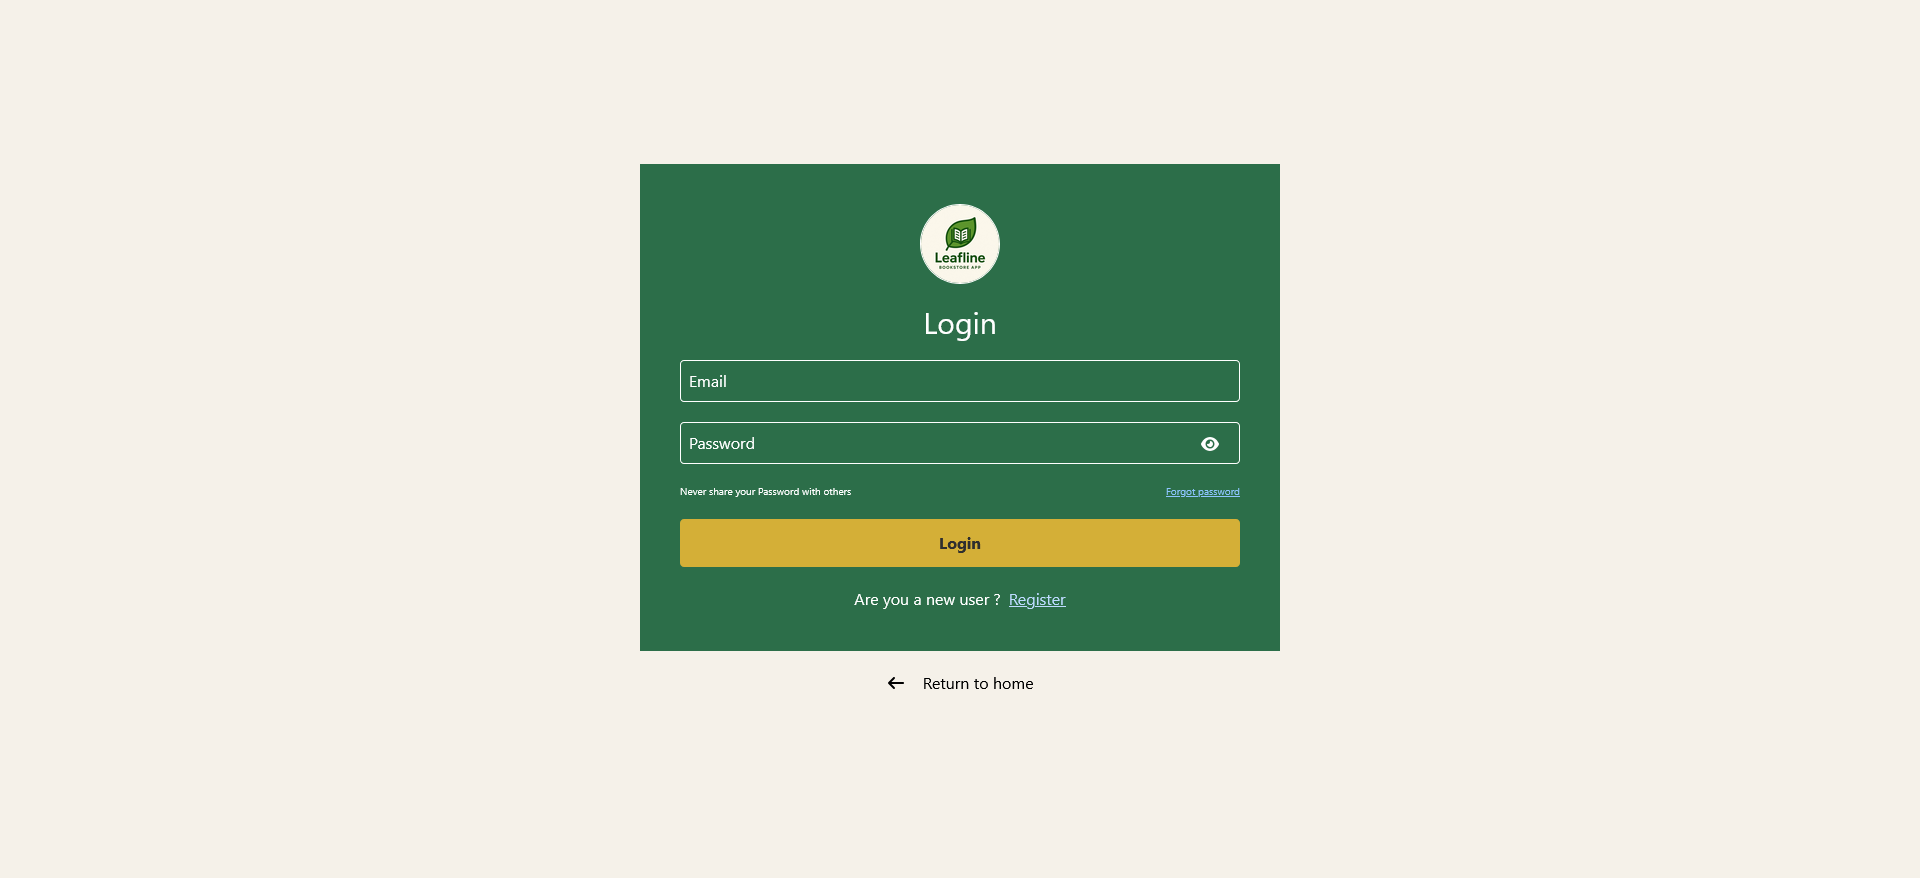 Leafline
BOOKSTORE APP
Login
Email
Password
Never share your Password with others
Forgot password
Login
Are you a new user ? Register
Return to home